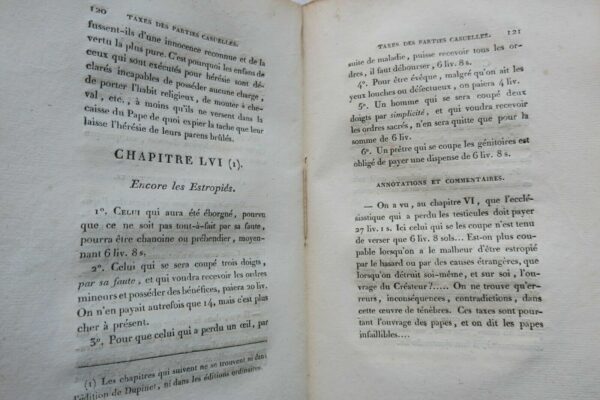 120 TAXES DES PARTIES CASUELLES.
fussent-ils d'une innocence reconnue et de la
vertu la plus pure. C'est pourquoi les enfans de
ceux qui sont exécutés pour hérésie sont dé-
clarés incapables de posséder aucune charge,
de porter l'habit religieux, de monter à che-
val, etc., à moins qu'ils ne versent dans la
caisse du Pape de quoi expier la tache que leur
laisse l'hérésie de leurs parens brûlés.
CHAPITRE LVI (1).
Encore les Estropiés.
1°. CELUI qui aura été éborgné, pourvu
que ce ne soit pas tout-à-fait par sa faute,
pourra être chanoine ou prébendier, moyen-
nant 6 liv. 8 s.
2°. Celui qui se sera coupé trois doigts,
par sa faute, et qui voudra recevoir les ordres
mineurs et posséder des bénéfices, paiera 20 liv.
On n'en payait autrefois que 14, mais c'est plus
cher à présent.
3°, Pour que celui qui a perdu un œil, par
(1) Les chapitres qui suivent ne se trouvent ni dans
l'édition de Dupinet, ni dans les éditions ordinaires.
TAXES DES PARTIES CASUELLES. 121
suite de maladie, puisse recevoir tous les or-
dres, il faut débourser, 6 liv. 8 s.
4°. Pour être évêque, malgré qu'on ait les
yeux louches ou défectueux, on paiera 4 liv.
5°. Un homme qui se sera coupé deux
doigts par simplicité, et qui voudra recevoir
les ordres sacrés, n'en sera quitte que pour la
somme de 6 liv.
6°. Un prêtre qui se coupe les génitoires est
obligé de payer une dispense de 6 liv. 8 s.
ANNOTATIONS ET COMMENTAIRES.
— On a vu, au chapitre VI, que l'ecclé-
siastique qui a perdu les testicules doit payer
27 liv. 1 s. Ici celui qui se les coupe n'est tenu
de verser que 6 liv. 8 sols... Est-on plus cou-
pable lorsqu'on a le malheur d'être estropié
par le hasard ou par des causes étrangères, que
lorsqu'on détruit soi-même, et sur soi, l'ou-
vrage du Créateur ?..... On ne trouve qu'er-
reurs, inconséquences, contradictions, dans
cette œuvre de ténèbres. Ces taxes sont pour-
tant l'ouvrage des papes, et on dit les papes
infaillibles....